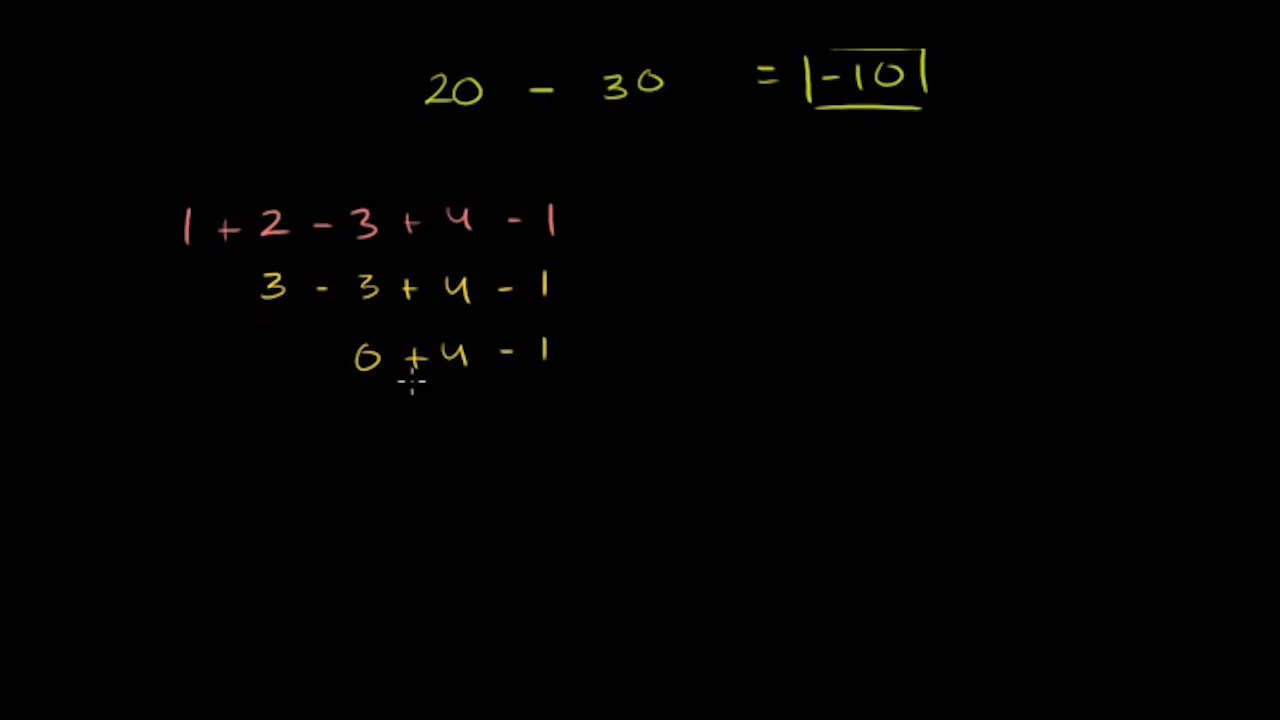 20 - 30 = |-10|
1 + 2 - 3 + 4 - 1
3 - 3 + 4 - 1
0 + 4 - 1